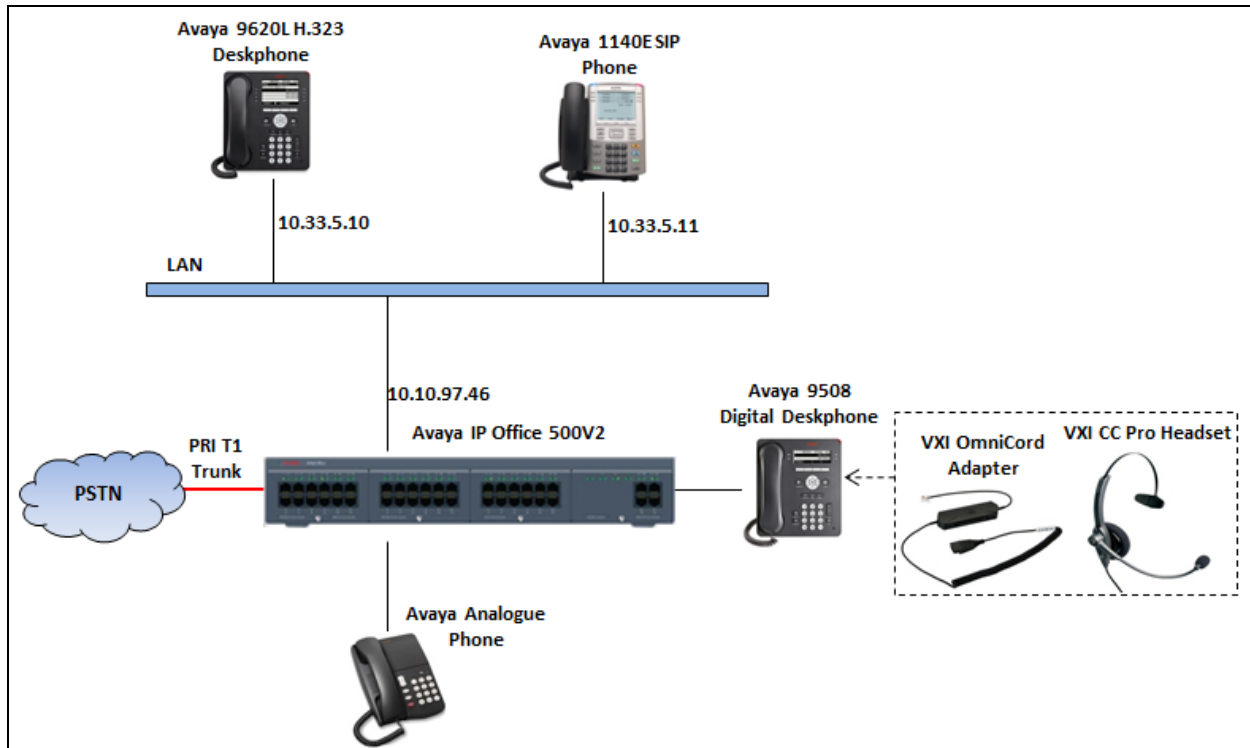 Avaya 9620L H.323
Deskphone
Avaya 1140E SIP
Phone
10.33.5.10
10.33.5.11
LAN
10.10.97.46
Avaya IP Office 500V2
PRI T1
Trunk
PSTN
Avaya 9508
Digital Deskphone
VXI OmniCord
Adapter
VXI CC Pro Headset
Avaya Analogue
Phone